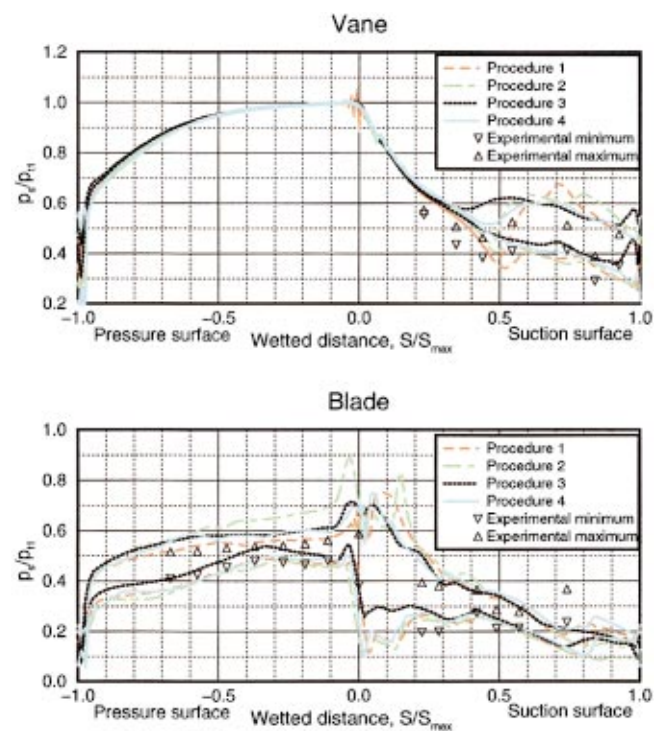 Vane
1.2
1.0
0.8
0.6
0.4
0.2
ps/pt1
Procedure 1
Procedure 2
Procedure 3
Procedure 4
Experimental minimum
Experimental maximum
−1.0 −0.5 0.0 0.5 1.0
Pressure surface Wetted distance, S/Smax Suction surface
Blade
1.0
0.8
0.6
0.4
0.2
0.0
ps/pt1
Procedure 1
Procedure 2
Procedure 3
Procedure 4
Experimental minimum
Experimental maximum
−1.0 −0.5 0.0 0.5 1.0
Pressure surface Wetted distance, S/Smax Suction surface